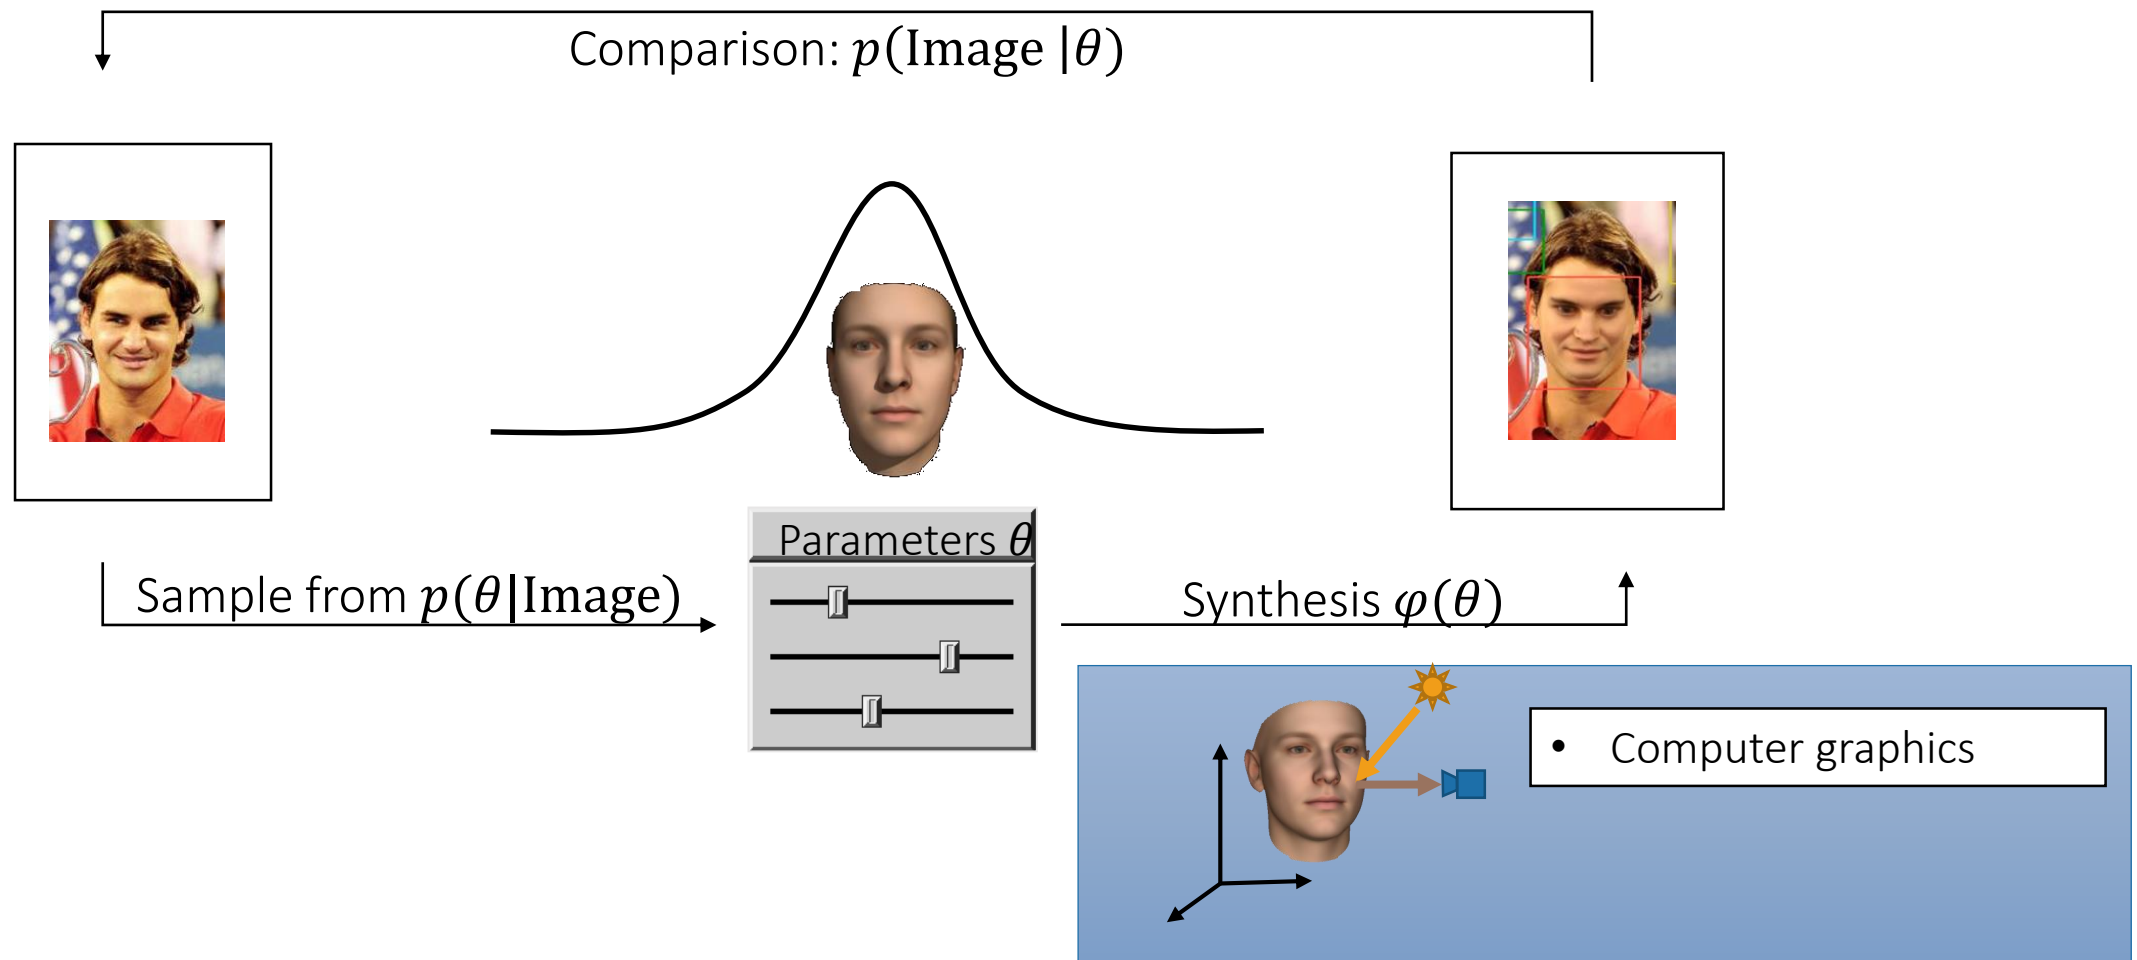 Comparison: p(Image |θ)
Parameters θ
Sample from p(θ|Image)
Synthesis φ(θ)
• Computer graphics